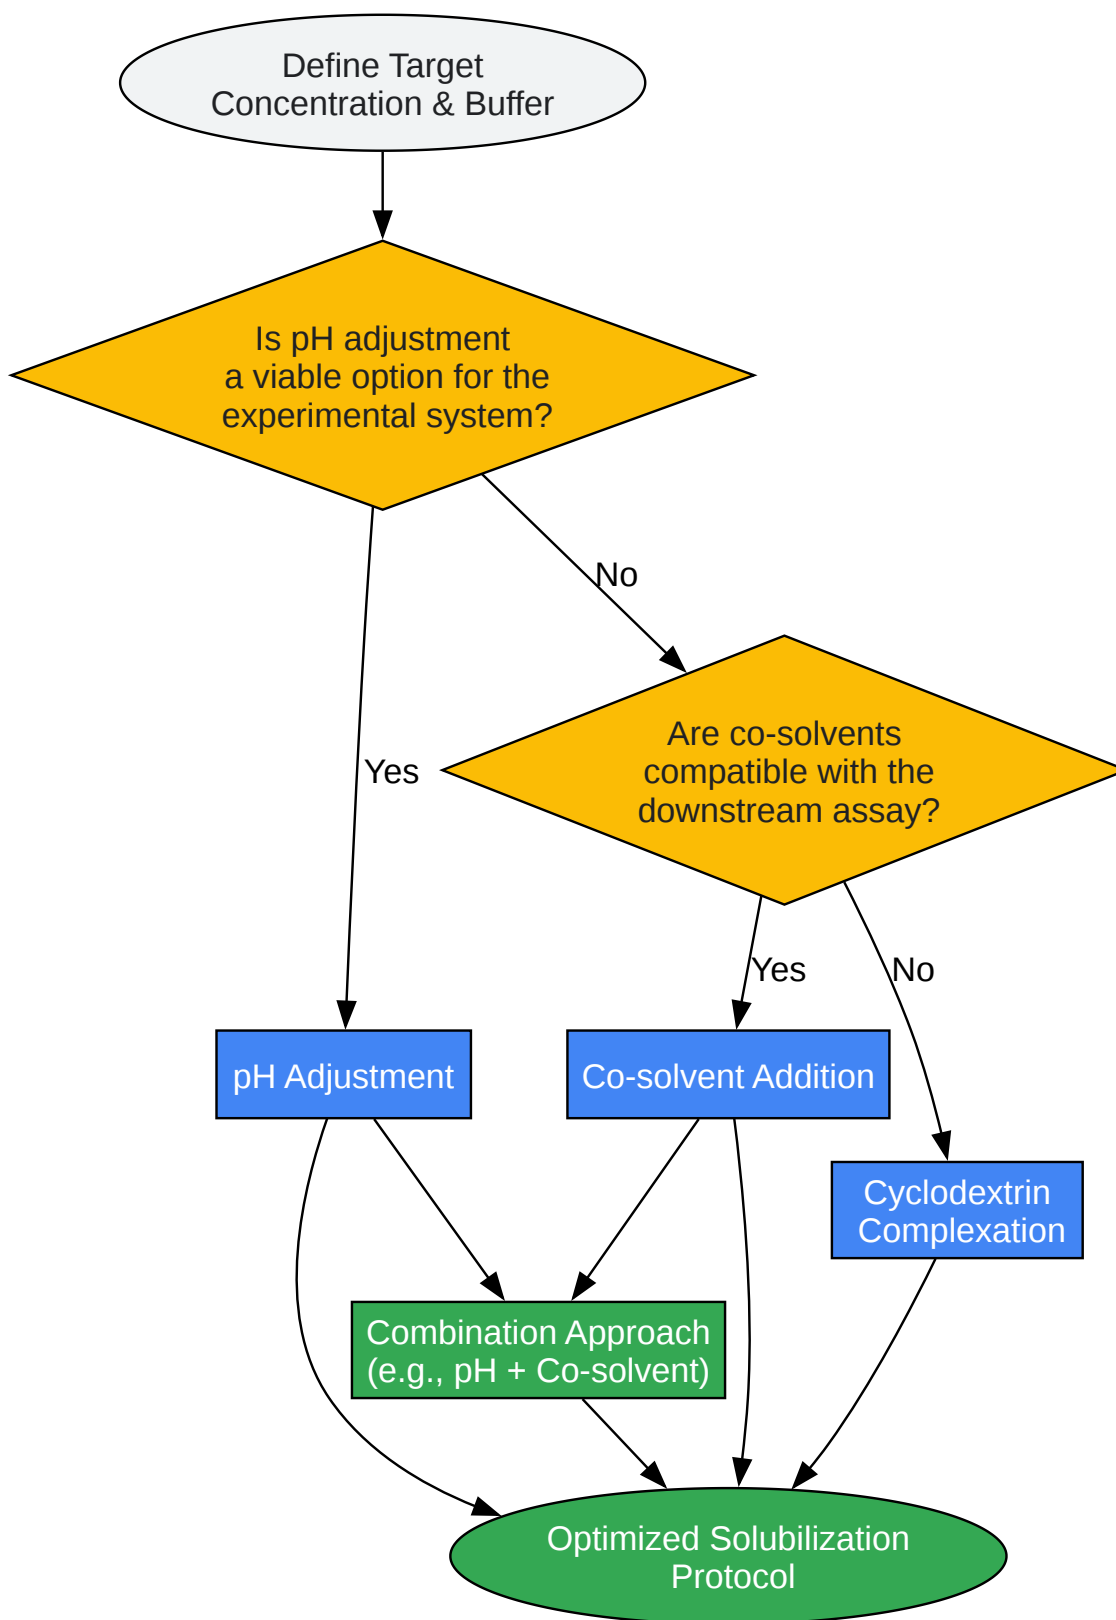 Define Target
Concentration & Buffer
Is pH adjustment
a viable option for the
experimental system?
No
Are co-solvents
compatible with the
downstream assay?
Yes
Yes
No
pH Adjustment
Co-solvent Addition
Cyclodextrin
Complexation
Combination Approach
(e.g., pH + Co-solvent)
Optimized Solubilization
Protocol